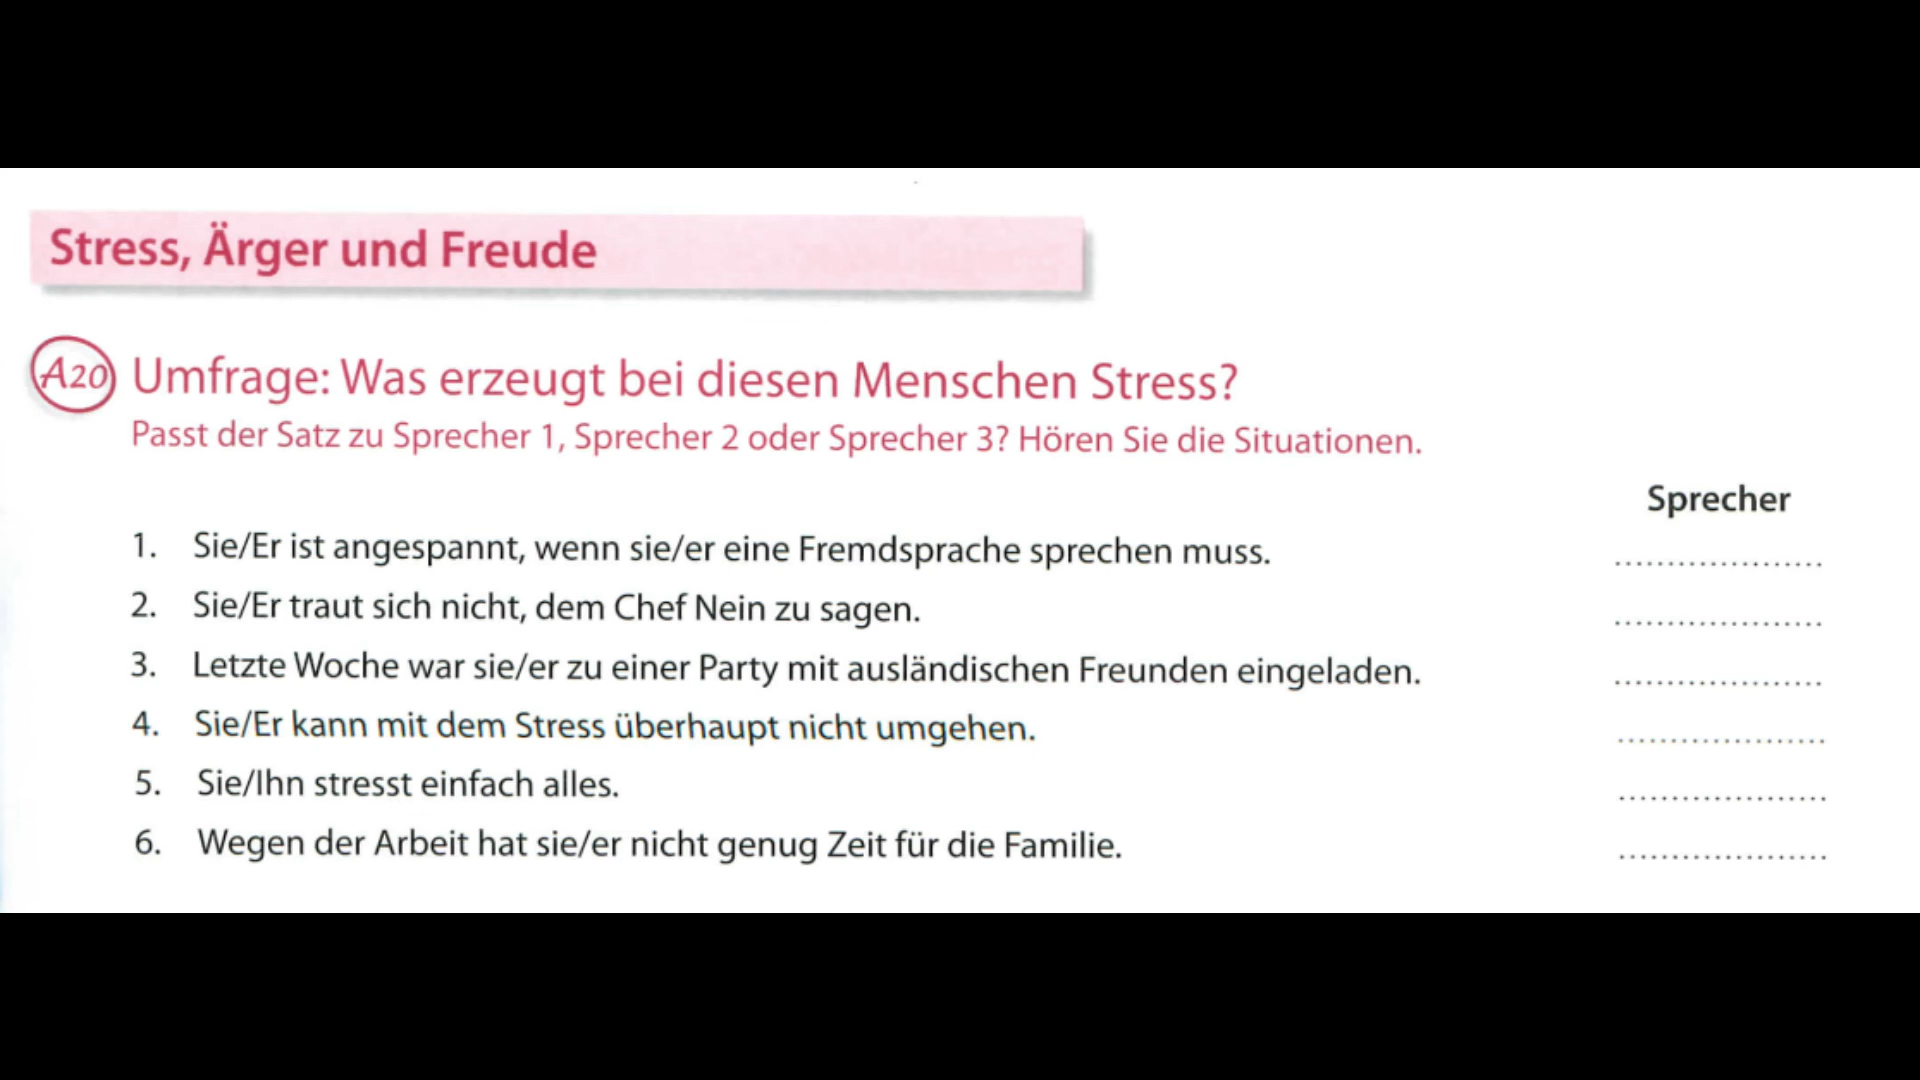 Stress, Ärger und Freude
A20 Umfrage: Was erzeugt bei diesen Menschen Stress?
Passt der Satz zu Sprecher 1, Sprecher 2 oder Sprecher 3? Hören Sie die Situationen.
Sprecher
1. Sie/Er ist angespannt, wenn sie/er eine Fremdsprache sprechen muss. ....................
2. Sie/Er traut sich nicht, dem Chef Nein zu sagen. ....................
3. Letzte Woche war sie/er zu einer Party mit ausländischen Freunden eingeladen. ....................
4. Sie/Er kann mit dem Stress überhaupt nicht umgehen. ....................
5. Sie/Ihn stresst einfach alles. ....................
6. Wegen der Arbeit hat sie/er nicht genug Zeit für die Familie. ....................